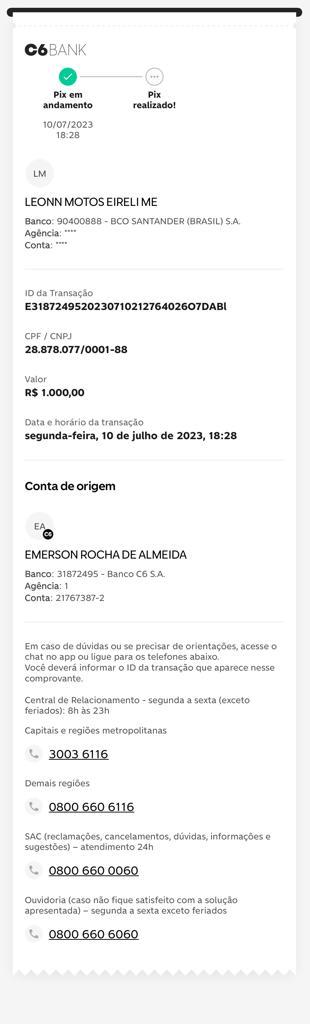 C6BANK
Pix em
andamento
Pix
realizado!
10/07/2023
18:28
LM
LEONN MOTOS EIRELI ME
Banco: 90400888 - BCO SANTANDER (BRASIL) S.A.
Agência: ****
Conta: ****
ID da Transação
E3187249520230710212764026O7DABl
CPF / CNPJ
28.878.077/0001-88
Valor
R$ 1.000,00
Data e horário da transação
segunda-feira, 10 de julho de 2023, 18:28
Conta de origem
EA
C6
EMERSON ROCHA DE ALMEIDA
Banco: 31872495 - Banco C6 S.A.
Agência: 1
Conta: 21767387-2
Em caso de dúvidas ou se precisar de orientações, acesse o
chat no app ou ligue para os telefones abaixo.
Você deverá informar o ID da transação que aparece nesse
comprovante.
Central de Relacionamento - segunda a sexta (exceto
feriados): 8h às 23h
Capitais e regiões metropolitanas
3003 6116
Demais regiões
0800 660 6116
SAC (reclamações, cancelamentos, dúvidas, informações e
sugestões) – atendimento 24h
0800 660 0060
Ouvidoria (caso não fique satisfeito com a solução
apresentada) – segunda a sexta exceto feriados
0800 660 6060